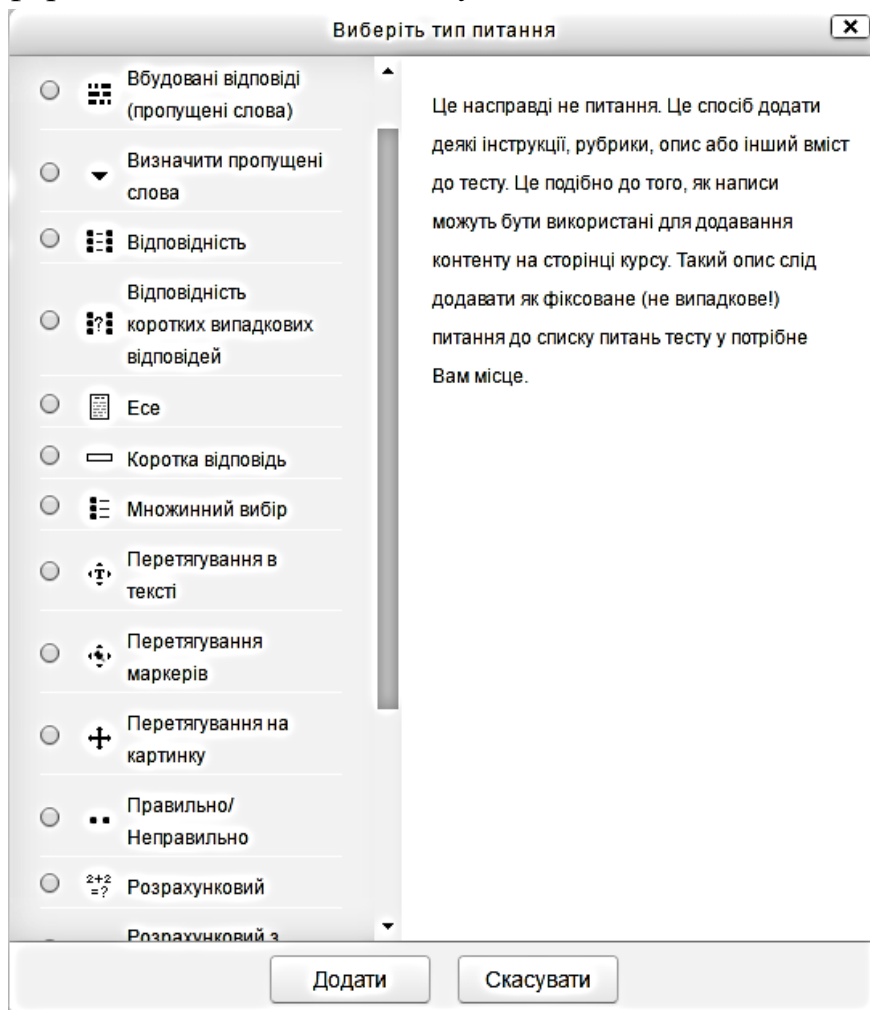 Виберіть тип питання
Вбудовані відповіді
(пропущені слова)
Визначити пропущені
слова
Відповідність
Відповідність
коротких випадкових
відповідей
Есе
Коротка відповідь
Множинний вибір
Перетягування в
тексті
Перетягування
маркерів
Перетягування на
картинку
Правильно/
Неправильно
2+2
=?
Розрахунковий
Розрахунковий з
Це насправді не питання. Це спосіб додати
деякі інструкції, рубрики, опис або інший вміст
до тесту. Це подібно до того, як написи
можуть бути використані для додавання
контенту на сторінці курсу. Такий опис слід
додавати як фіксоване (не випадкове!)
питання до списку питань тесту у потрібне
Вам місце.
Додати
Скасувати